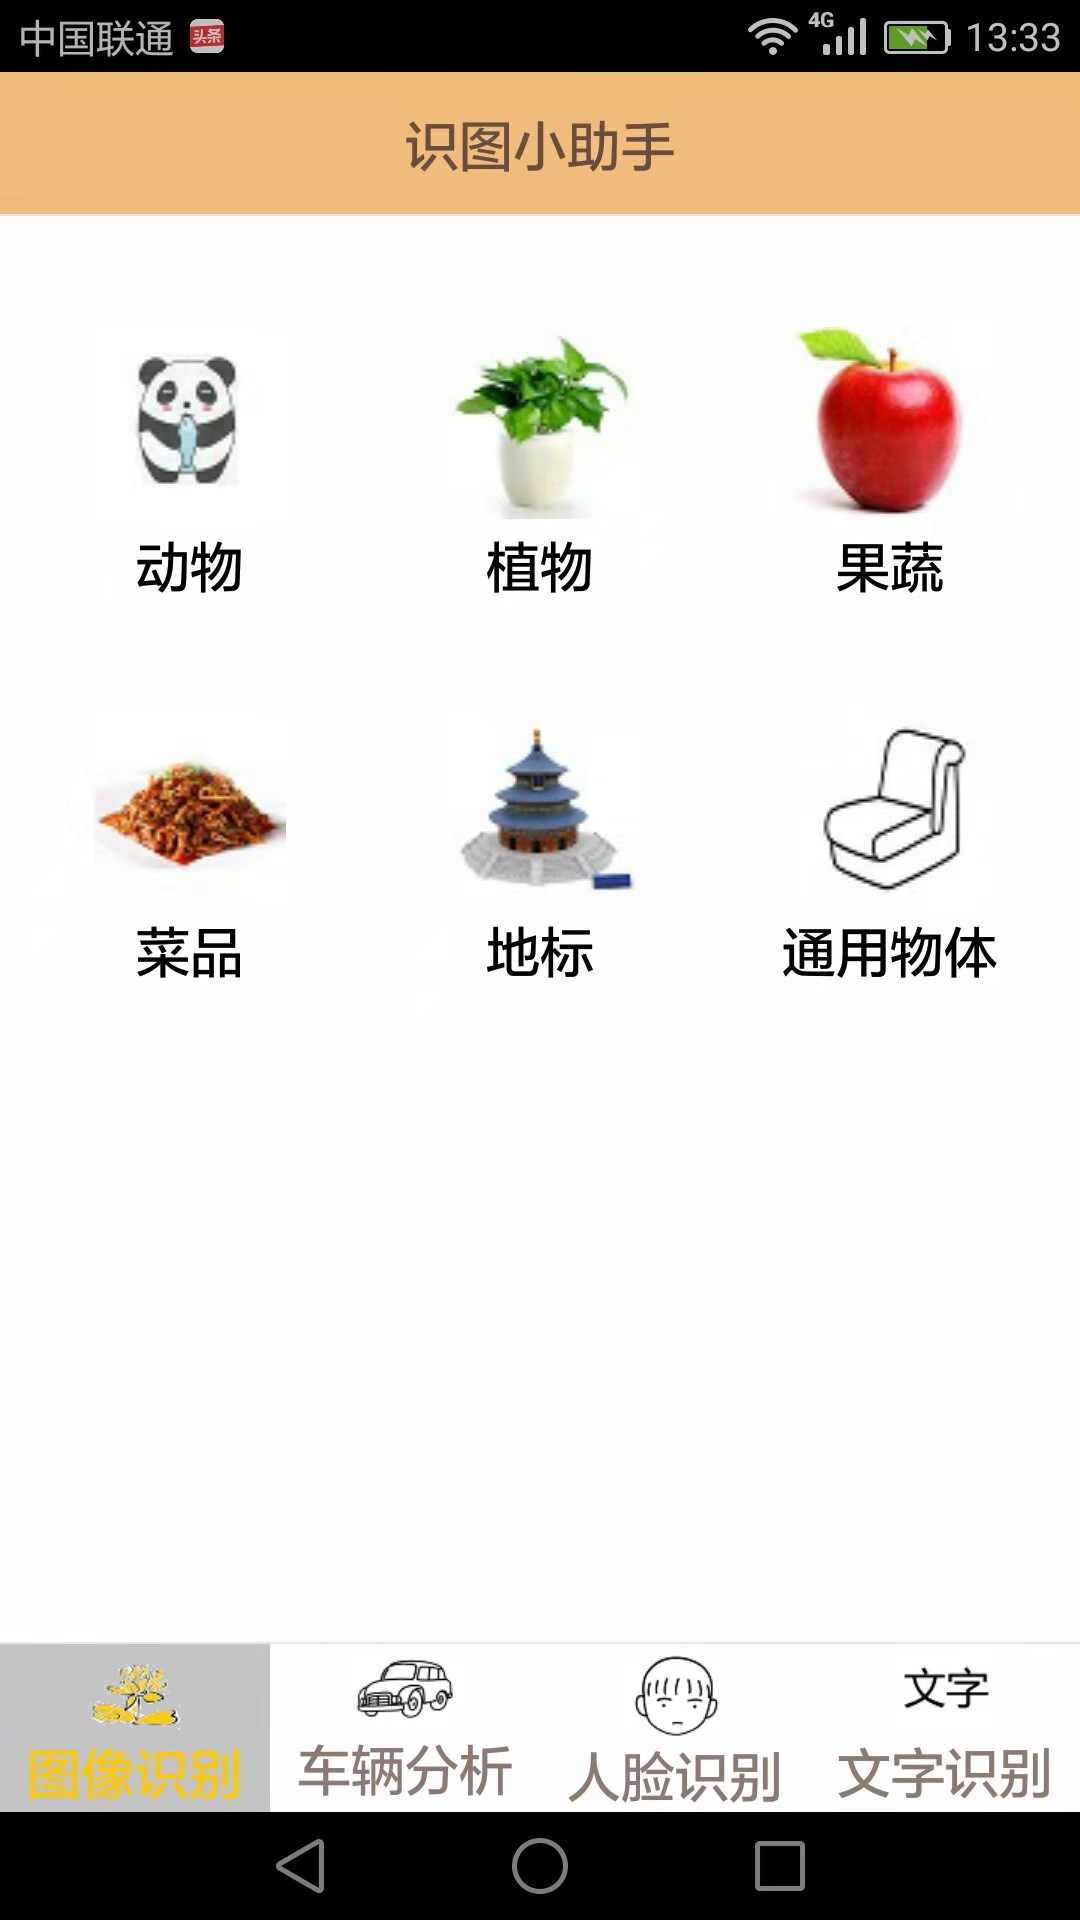 中国联通 头条 4G 13:33
识图小助手
动物 植物 果蔬
菜品 地标 通用物体
文字
图像识别 车辆分析 人脸识别 文字识别